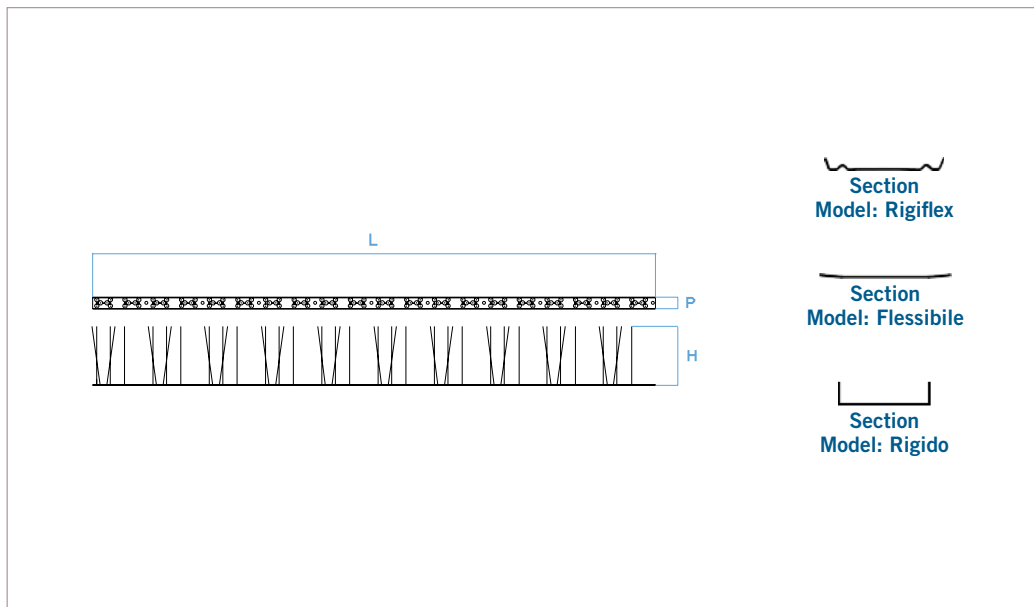 L
P
H
Section
Model: Rigiflex
Section
Model: Flessibile
Section
Model: Rigido